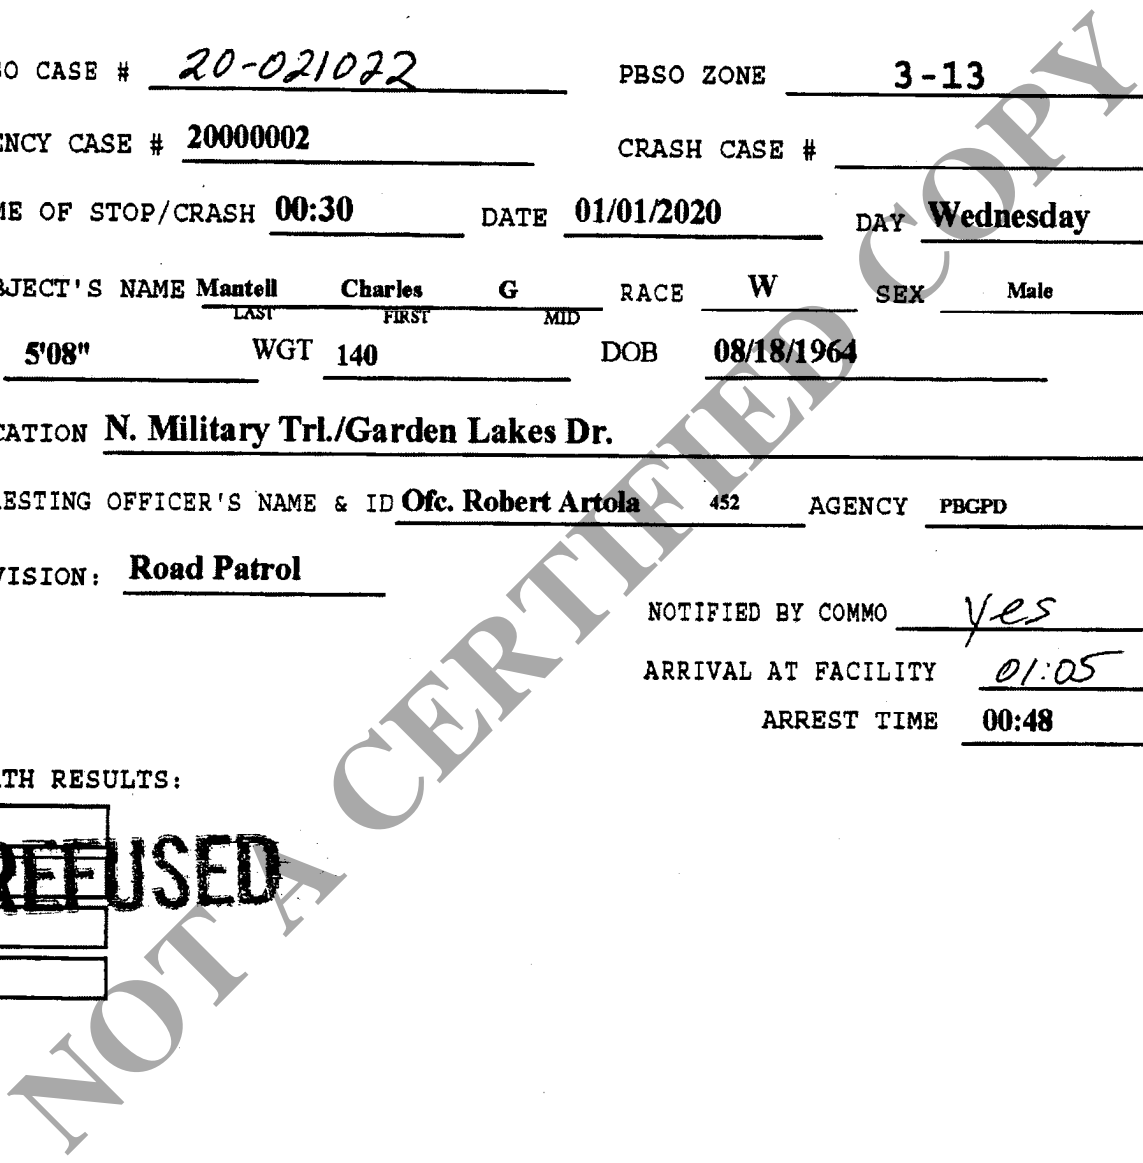 SO CASE # 20-021022 PBSO ZONE 3-13
ENCY CASE # 20000002 CRASH CASE #
ME OF STOP/CRASH 00:30 DATE 01/01/2020 DAY Wednesday
BJECT'S NAME Mantell Charles G RACE W SEX Male
LAST FIRST MID
5'08" WGT 140 DOB 08/18/1964
CATION N. Military Trl./Garden Lakes Dr.
RESTING OFFICER'S NAME & ID Ofc. Robert Artola 452 AGENCY PBGPD
VISION: Road Patrol
NOTIFIED BY COMMO yes
ARRIVAL AT FACILITY 01:05
ARREST TIME 00:48
ATH RESULTS:
REFUSED
NOT A CERTIFIED COPY